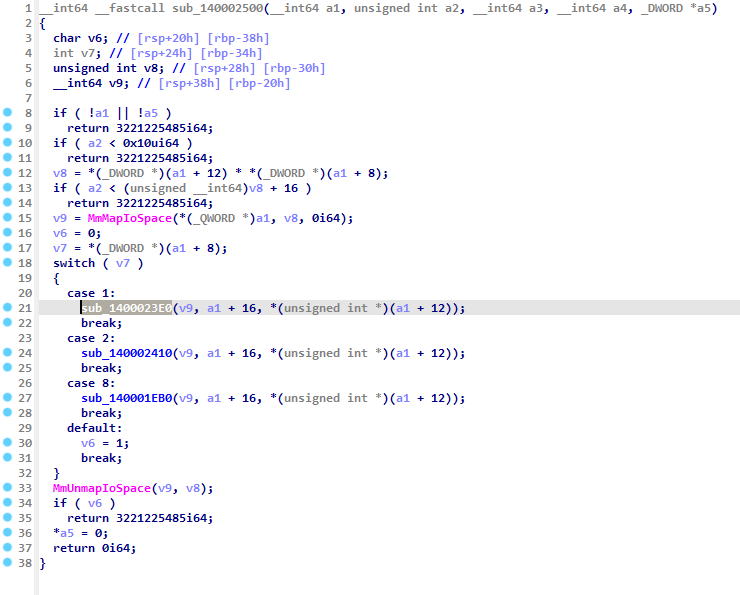 1 __int64 __fastcall sub_140002500(__int64 a1, unsigned int a2, __int64 a3, __int64 a4, _DWORD *a5)
2 {
3 char v6; // [rsp+20h] [rbp-38h]
4 int v7; // [rsp+24h] [rbp-34h]
5 unsigned int v8; // [rsp+28h] [rbp-30h]
6 __int64 v9; // [rsp+38h] [rbp-20h]
7
8 if ( !a1 || !a5 )
9 return 3221225485i64;
10 if ( a2 < 0x10ui64 )
11 return 3221225485i64;
12 v8 = *(_DWORD *)(a1 + 12) * *(_DWORD *)(a1 + 8);
13 if ( a2 < (unsigned __int64)v8 + 16 )
14 return 3221225485i64;
15 v9 = MmMapIoSpace(*(_QWORD *)a1, v8, 0i64);
16 v6 = 0;
17 v7 = *(_DWORD *)(a1 + 8);
18 switch ( v7 )
19 {
20 case 1:
21 sub_1400023E0(v9, a1 + 16, *(unsigned int *)(a1 + 12));
22 break;
23 case 2:
24 sub_140002410(v9, a1 + 16, *(unsigned int *)(a1 + 12));
25 break;
26 case 8:
27 sub_140001EB0(v9, a1 + 16, *(unsigned int *)(a1 + 12));
28 break;
29 default:
30 v6 = 1;
31 break;
32 }
33 MmUnmapIoSpace(v9, v8);
34 if ( v6 )
35 return 3221225485i64;
36 *a5 = 0;
37 return 0i64;
38 }